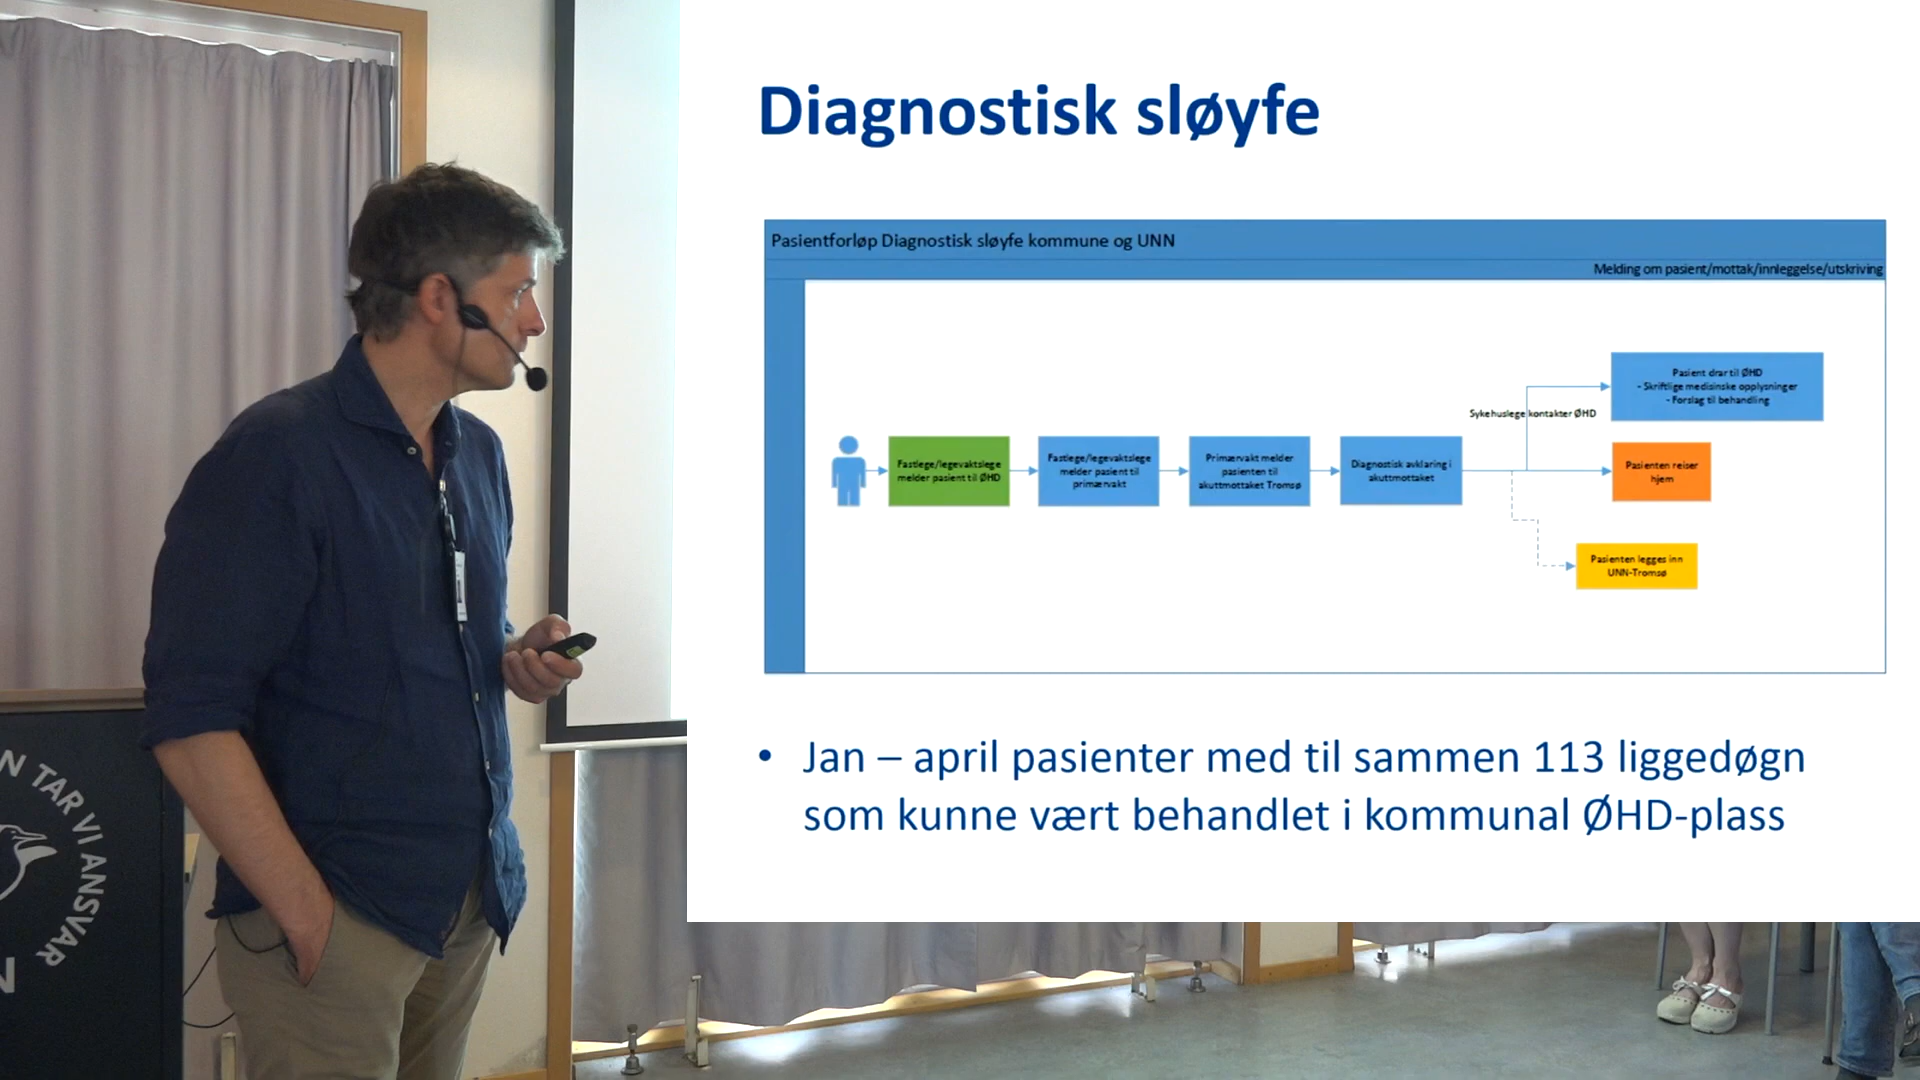 Diagnostisk sløyfe
Pasientforløp Diagnostisk sløyfe kommune og UNN
Melding om pasient/mottak/innleggelse/utskriving
Fastlege/legevaktslege
melder pasient til ØHD
Fastlege/legevaktslege
melder pasient til
primærvakt
Primærvakt melder
pasienten til
akuttmottaket Tromsø
Diagnostisk avklaring i
akuttmottaket
Sykehuslege kontakter ØHD
Pasient drar til ØHD
- Skriftlige medisinske opplysninger
- Forslag til behandling
Pasienten reiser
hjem
Pasienten legges inn
UNN-Tromsø
• Jan – april pasienter med til sammen 113 liggedøgn
som kunne vært behandlet i kommunal ØHD-plass
N TAR VI ANSVAR
N